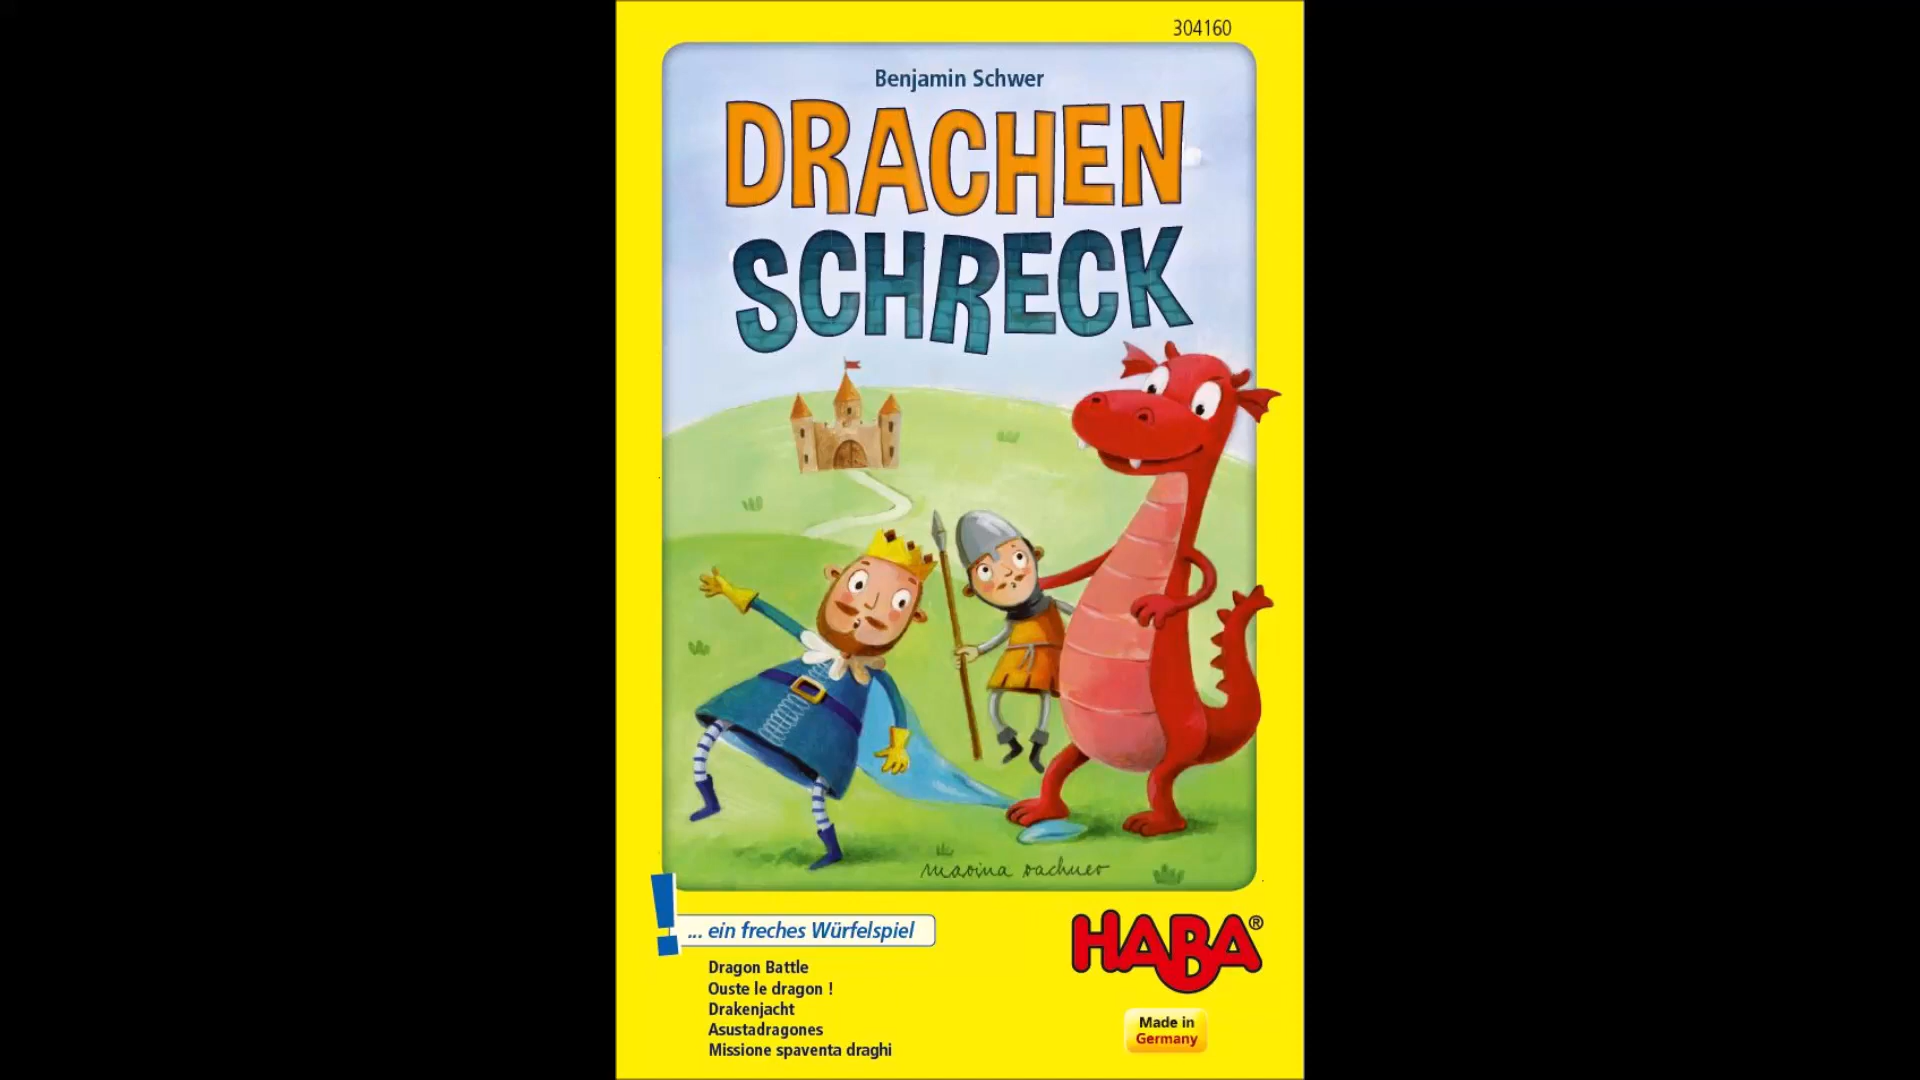 304160
Benjamin Schwer
DRACHEN
SCHRECK
marina rachner
! ... ein freches Würfelspiel
HABA®
Dragon Battle
Ouste le dragon !
Drakenjacht
Asustadragones
Missione spaventa draghi
Made in
Germany